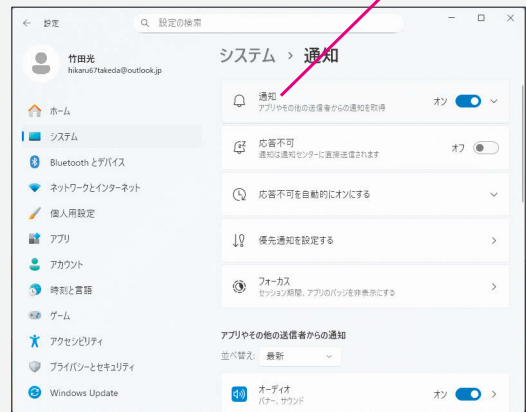 設定
設定の検索
竹田光
hikaru67takeda@outlook.jp
ホーム
システム
Bluetooth とデバイス
ネットワークとインターネット
個人用設定
アプリ
アカウント
時刻と言語
ゲーム
アクセシビリティ
プライバシーとセキュリティ
Windows Update
システム › 通知
通知
アプリやその他の送信者からの通知を取得
オン
応答不可
通知は通知センターに直接送信されます
オフ
応答不可を自動的にオンにする
優先通知を設定する
フォーカス
セッション期間、アプリのバッジを非表示にする
アプリやその他の送信者からの通知
並べ替え: 最新
オーディオ
バナー, サウンド
オン